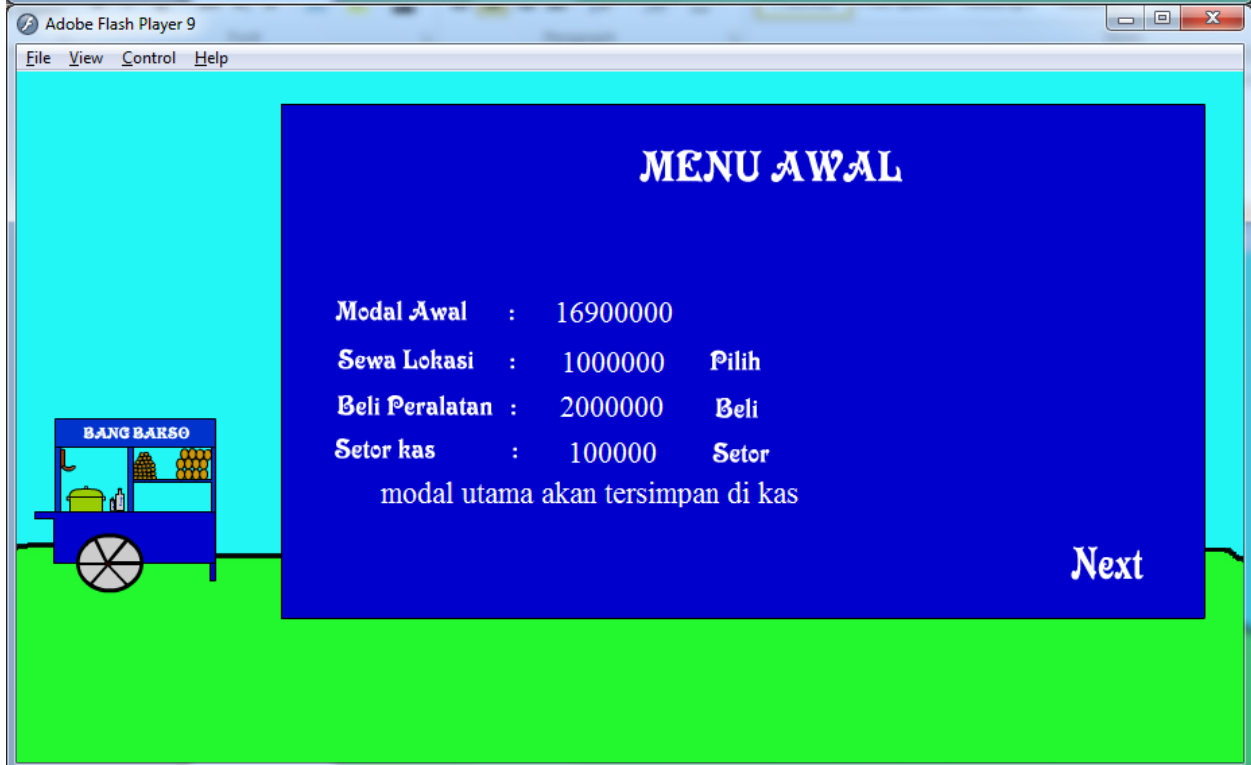 Adobe Flash Player 9
File View Control Help
MENU AWAL
Modal Awal : 16900000
Sewa Lokasi : 1000000 Pilih
Beli Peralatan : 2000000 Beli
Setor kas : 100000 Setor
modal utama akan tersimpan di kas
BANG BAKSO
Next